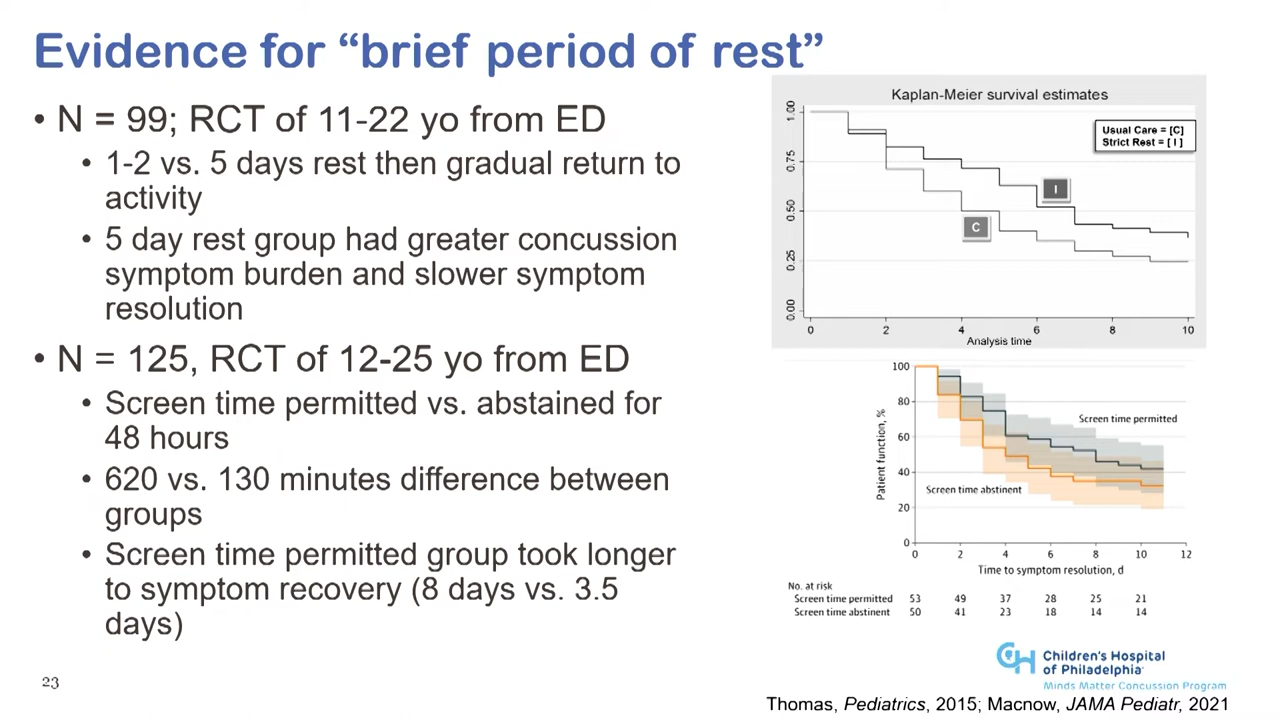 Evidence for “brief period of rest”
• N = 99; RCT of 11-22 yo from ED
• 1-2 vs. 5 days rest then gradual return to
activity
• 5 day rest group had greater concussion
symptom burden and slower symptom
resolution
• N = 125, RCT of 12-25 yo from ED
• Screen time permitted vs. abstained for
48 hours
• 620 vs. 130 minutes difference between
groups
• Screen time permitted group took longer
to symptom recovery (8 days vs. 3.5
days)
23
Kaplan-Meier survival estimates
Usual Care = [C]
Strict Rest = [ I ]
1.00
0.75
0.50
0.25
0.00
I
C
0 2 4 6 8 10
Analysis time
100
80
60
40
20
0
Patient function, %
Screen time permitted
Screen time abstinent
0 2 4 6 8 10 12
Time to symptom resolution, d
No. at risk
Screen time permitted 53 49 37 28 25 21
Screen time abstinent 50 41 23 18 14 14
CH
Children's Hospital
of Philadelphia
Minds Matter Concussion Program
Thomas, Pediatrics, 2015; Macnow, JAMA Pediatr, 2021